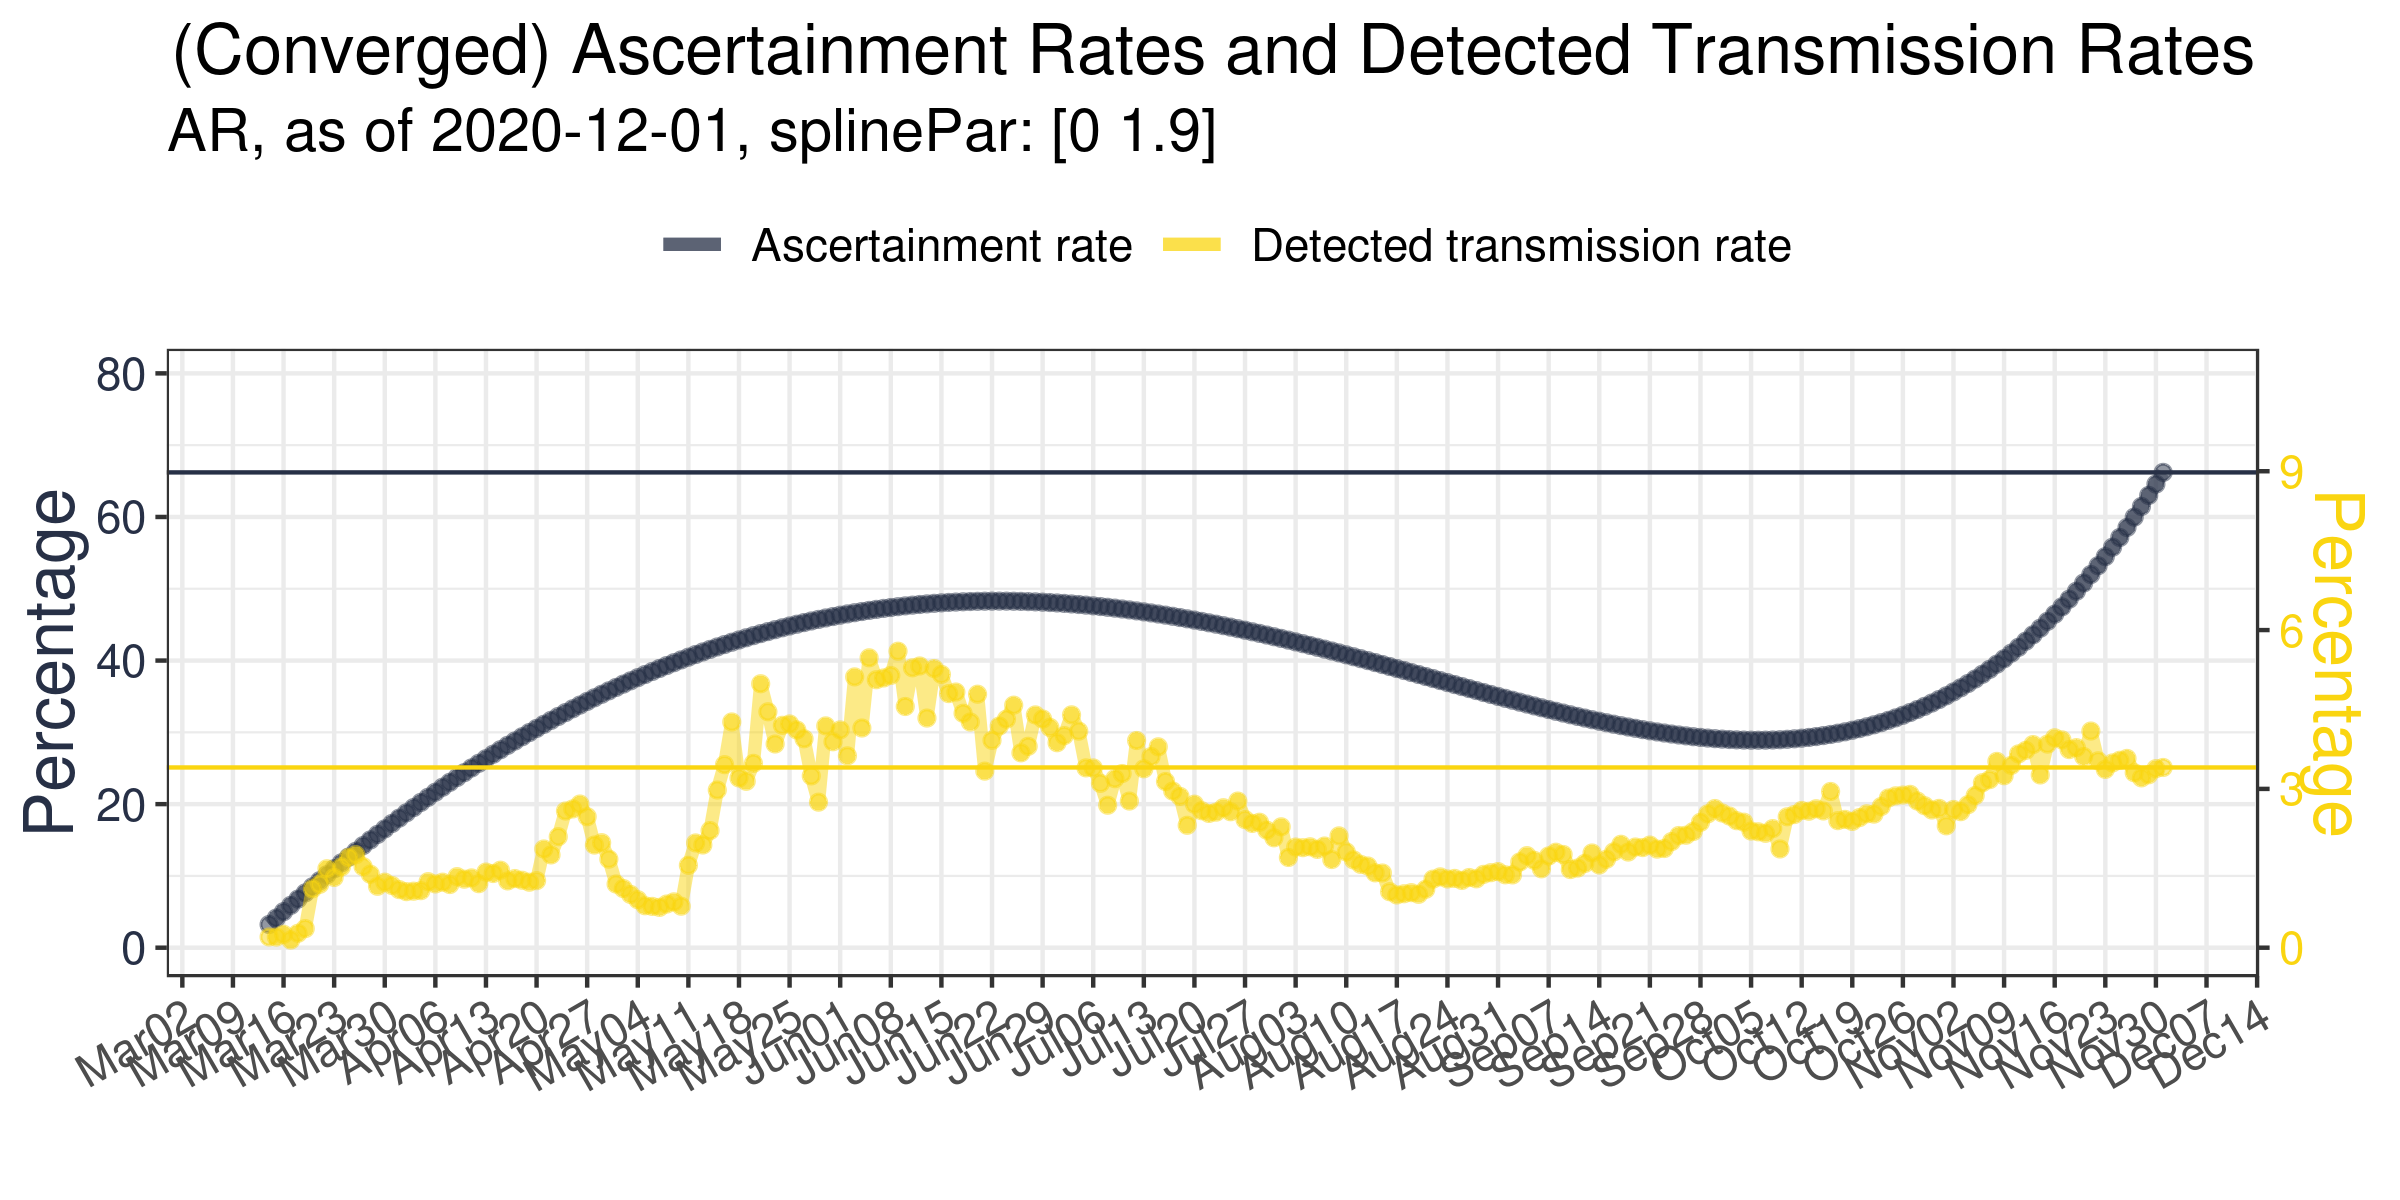 (Converged) Ascertainment Rates and Detected Transmission Rates
AR, as of 2020-12-01, splinePar: [0 1.9]
Ascertainment rate Detected transmission rate
Percentage
80
60
40
20
0
9
6
3
0
Percentage
Mar02 Mar09 Mar16 Mar23 Mar30 Apr06 Apr13 Apr20 Apr27 May04 May11 May18 May25 Jun01 Jun08 Jun15 Jun22 Jun29 Jul06 Jul13 Jul20 Jul27 Aug03 Aug10 Aug17 Aug24 Aug31 Sep07 Sep14 Sep21 Sep28 Oct05 Oct12 Oct19 Oct26 Nov02 Nov09 Nov16 Nov23 Nov30 Dec07 Dec14